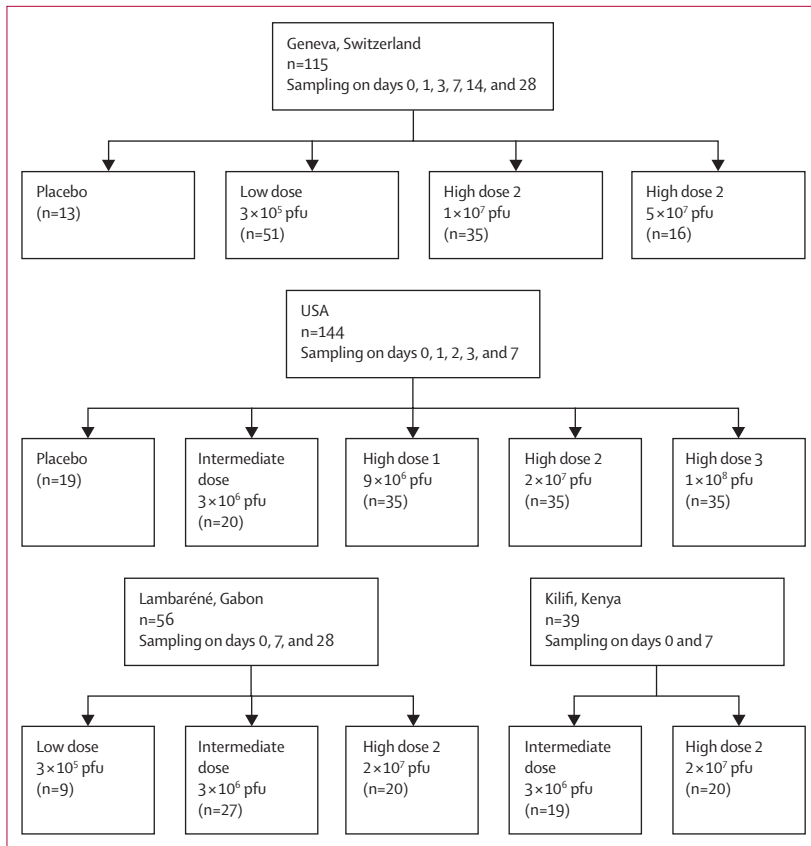 Geneva, Switzerland
n=115
Sampling on days 0, 1, 3, 7, 14, and 28
Placebo
(n=13)
Low dose
3×10⁵ pfu
(n=51)
High dose 2
1×10⁷ pfu
(n=35)
High dose 2
5×10⁷ pfu
(n=16)
USA
n=144
Sampling on days 0, 1, 2, 3, and 7
Placebo
(n=19)
Intermediate
dose
3×10⁶ pfu
(n=20)
High dose 1
9×10⁶ pfu
(n=35)
High dose 2
2×10⁷ pfu
(n=35)
High dose 3
1×10⁸ pfu
(n=35)
Lambaréné, Gabon
n=56
Sampling on days 0, 7, and 28
Kilifi, Kenya
n=39
Sampling on days 0 and 7
Low dose
3×10⁵ pfu
(n=9)
Intermediate
dose
3×10⁶ pfu
(n=27)
High dose 2
2×10⁷ pfu
(n=20)
Intermediate
dose
3×10⁶ pfu
(n=19)
High dose 2
2×10⁷ pfu
(n=20)